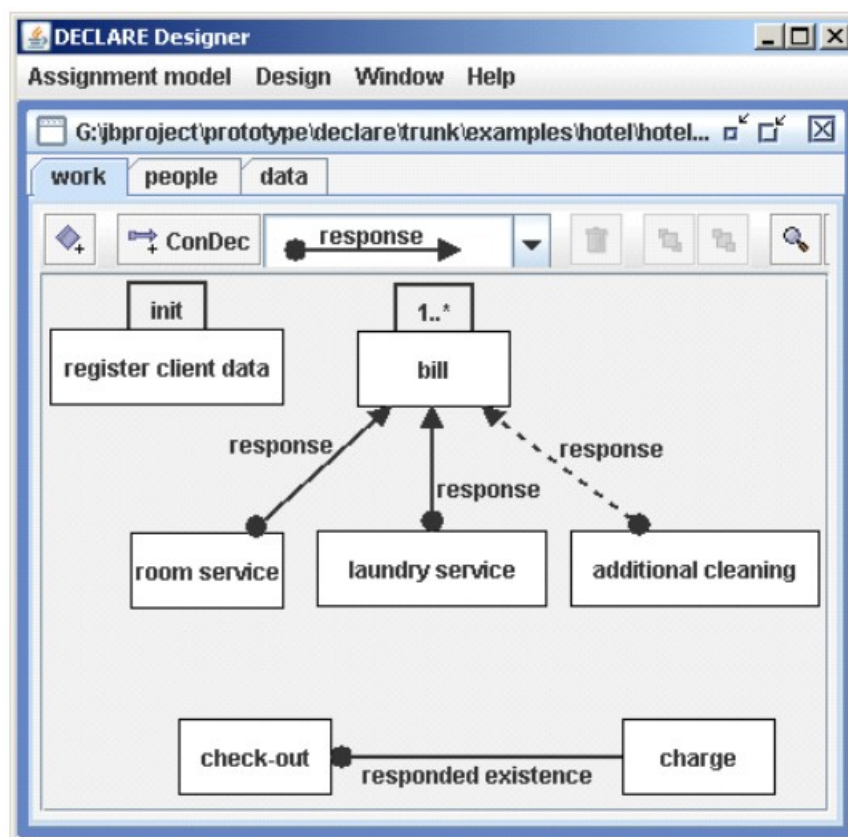 DECLARE Designer
Assignment model Design Window Help
G:\jbproject\prototype\declare\trunk\examples\hotel\hotel...
work people data
ConDec response
init 1..*
register client data bill
response response
response
room service laundry service additional cleaning
check-out charge
responded existence